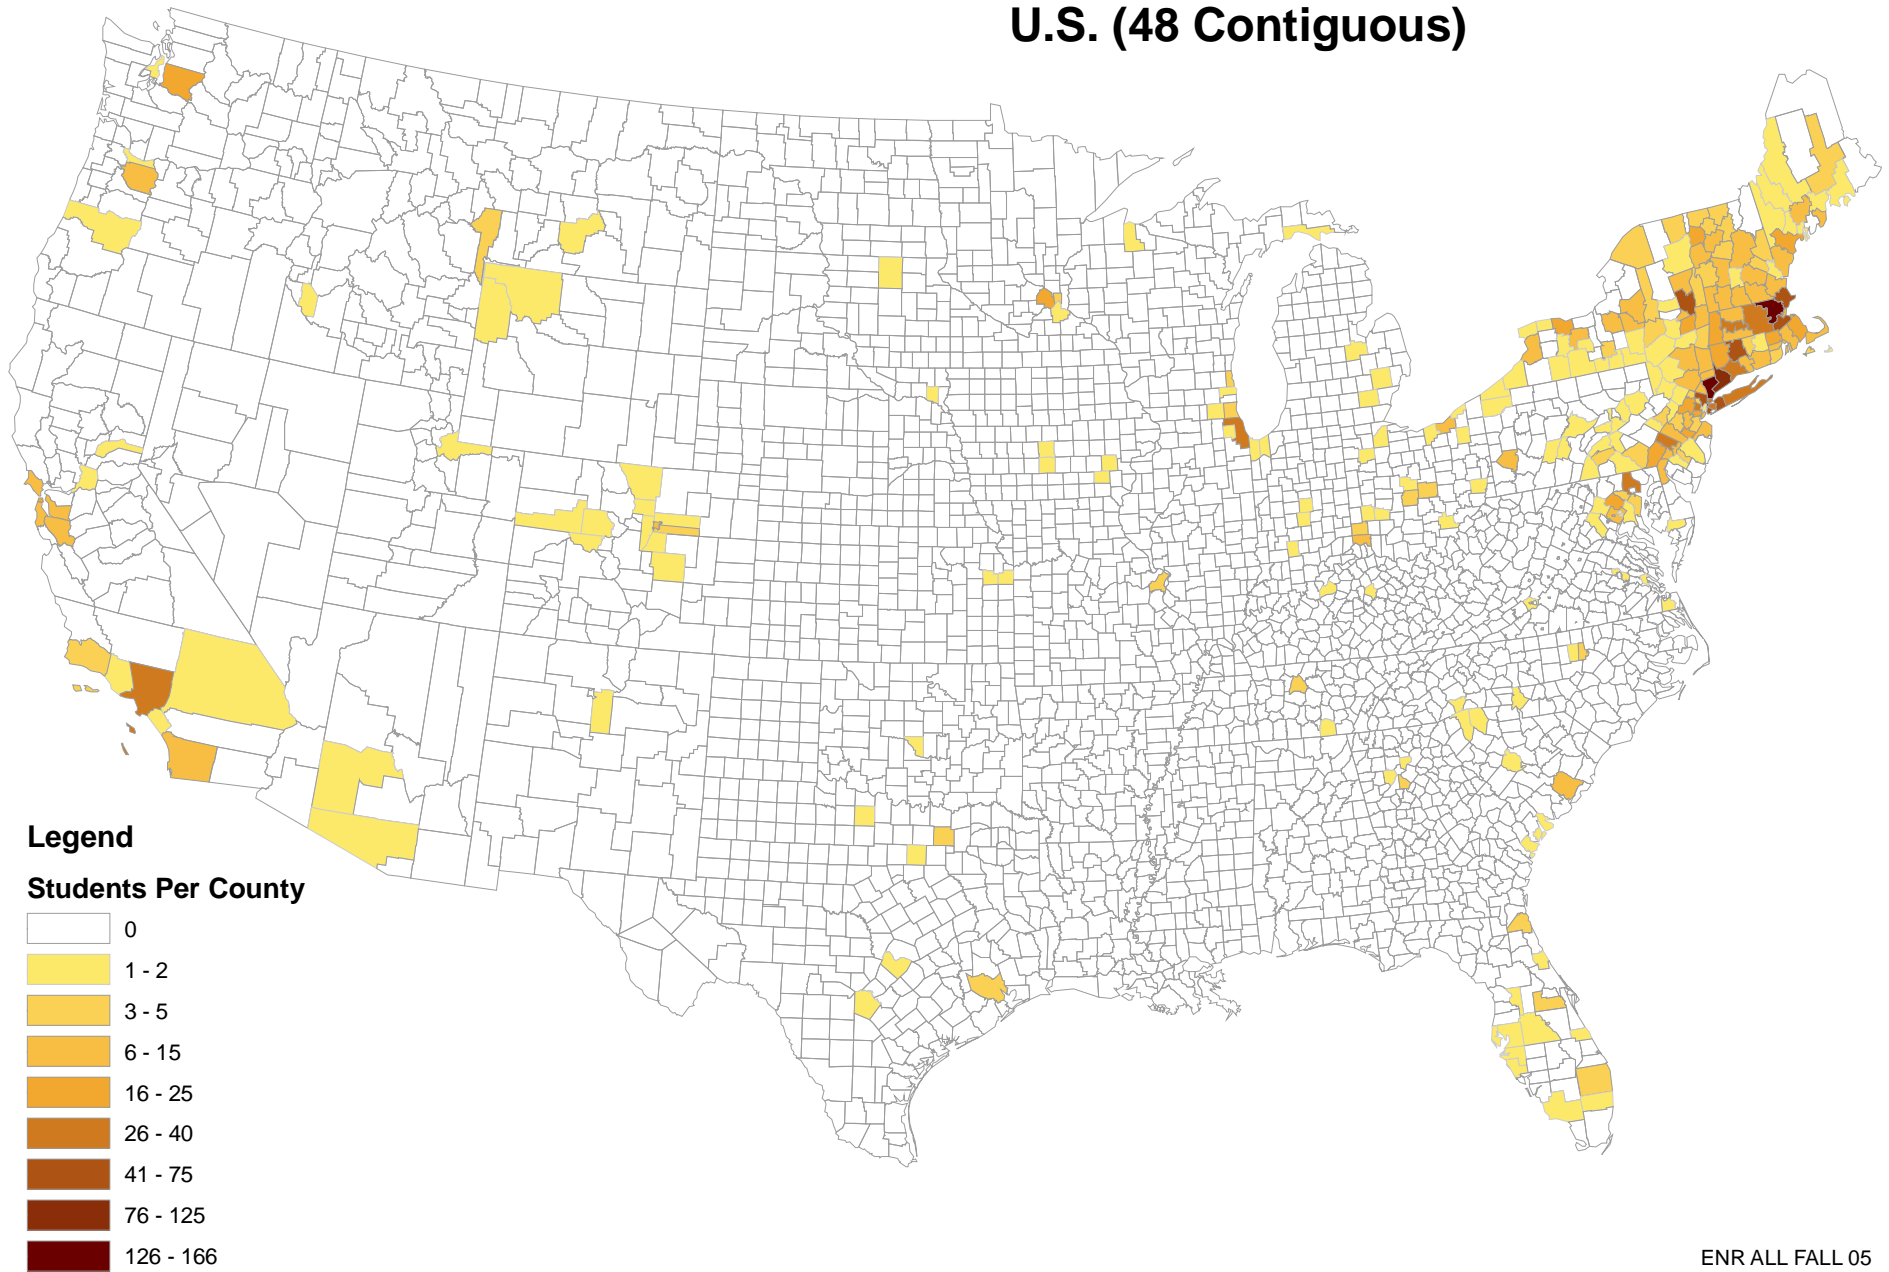 U.S. (48 Contiguous)
Legend
Students Per County
0
1 - 2
3 - 5
6 - 15
16 - 25
26 - 40
41 - 75
76 - 125
126 - 166
ENR ALL FALL 05